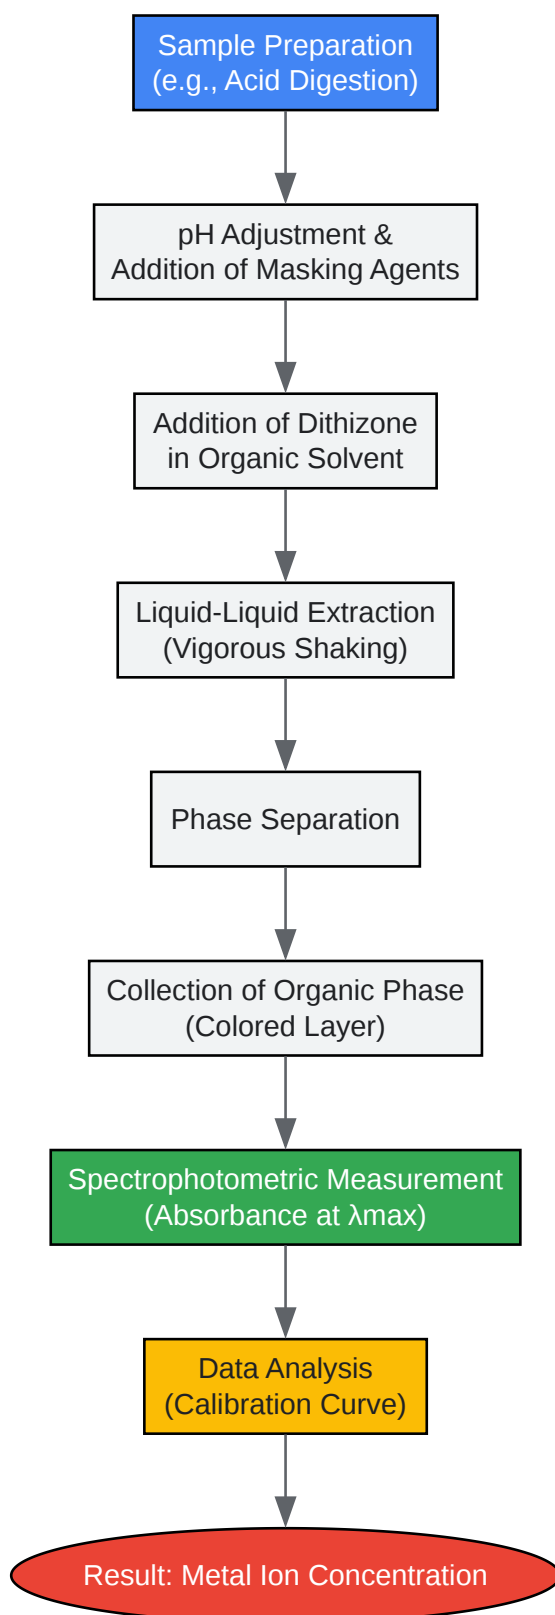 Sample Preparation
(e.g., Acid Digestion)
pH Adjustment &
Addition of Masking Agents
Addition of Dithizone
in Organic Solvent
Liquid-Liquid Extraction
(Vigorous Shaking)
Phase Separation
Collection of Organic Phase
(Colored Layer)
Spectrophotometric Measurement
(Absorbance at λmax)
Data Analysis
(Calibration Curve)
Result: Metal Ion Concentration